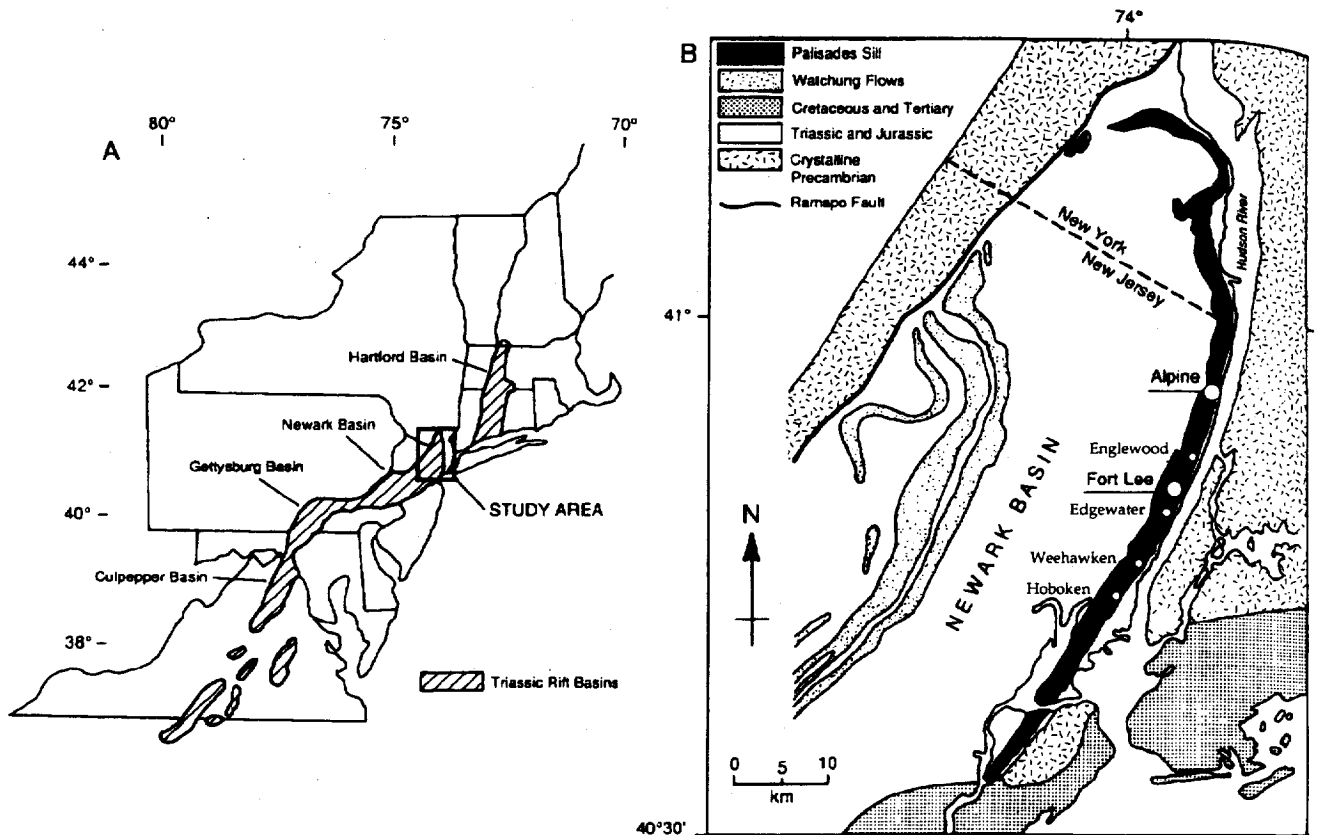 A
80°
75°
70°
44°
42°
40°
38°
Hartford Basin
Newark Basin
Gettysburg Basin
STUDY AREA
Culpepper Basin
Triassic Rift Basins
B
74°
Palisades Sill
Watchung Flows
Cretaceous and Tertiary
Triassic and Jurassic
Crystalline
Precambrian
Ramapo Fault
New York
New Jersey
Hudson River
41°
Alpine
Englewood
Fort Lee
Edgewater
Weehawken
Hoboken
NEWARK BASIN
N
0 5 10
km
40°30'